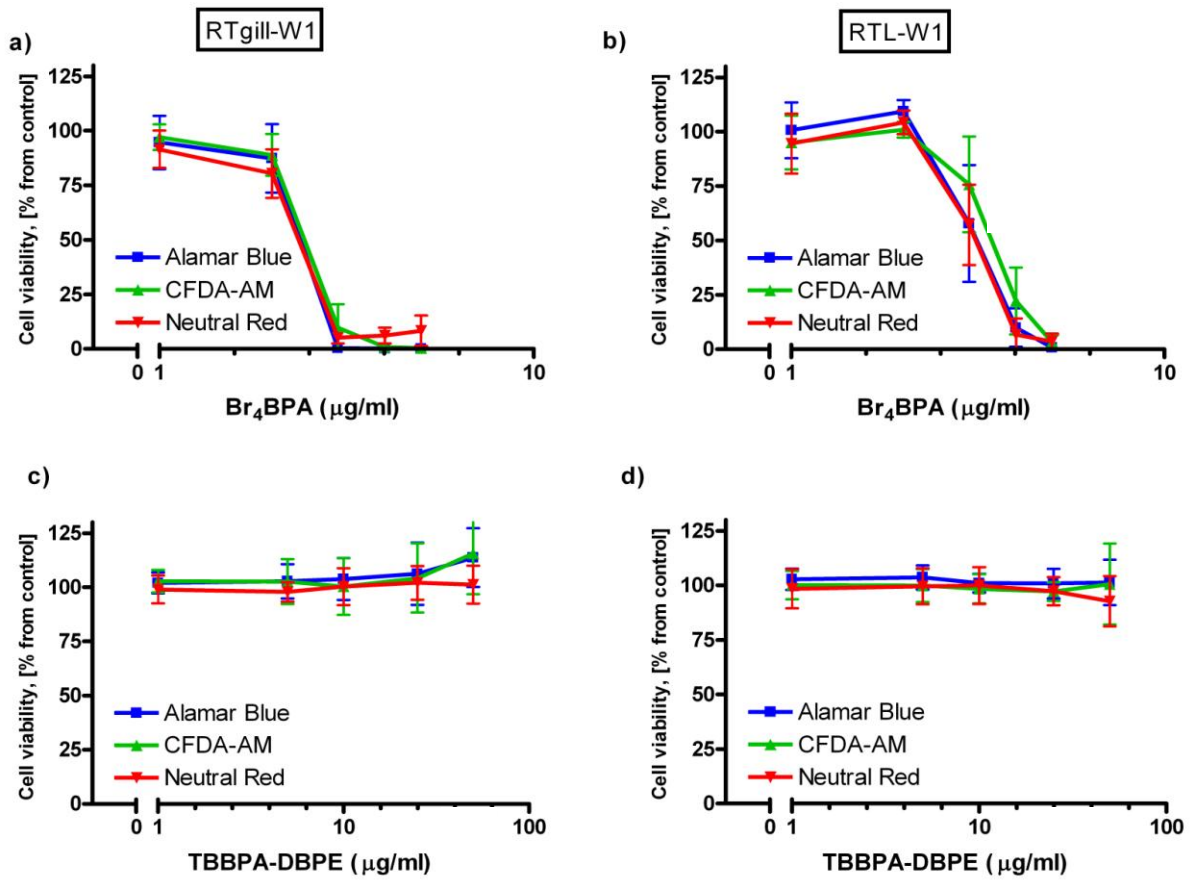 RTgill-W1
RTL-W1
a)
Cell viability, [% from control]
125
100
75
50
25
0
Alamar Blue
CFDA-AM
Neutral Red
0 1 10
Br₄BPA (µg/ml)
b)
Cell viability, [% from control]
125
100
75
50
25
0
Alamar Blue
CFDA-AM
Neutral Red
0 1 10
Br₄BPA (µg/ml)
c)
Cell viability, [% from control]
125
100
75
50
25
0
Alamar Blue
CFDA-AM
Neutral Red
0 1 10 100
TBBPA-DBPE (µg/ml)
d)
Cell viability, [% from control]
125
100
75
50
25
0
Alamar Blue
CFDA-AM
Neutral Red
0 1 10 100
TBBPA-DBPE (µg/ml)